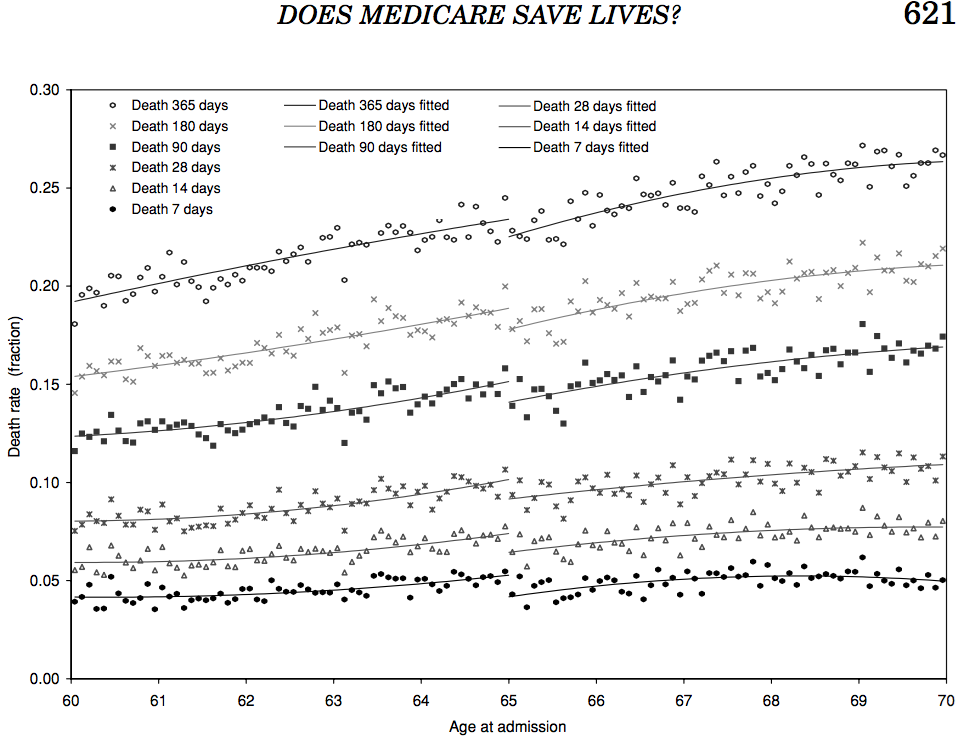 DOES MEDICARE SAVE LIVES? 621
0.30
Death 365 days Death 365 days fitted Death 28 days fitted
Death 180 days Death 180 days fitted Death 14 days fitted
Death 90 days Death 90 days fitted Death 7 days fitted
Death 28 days
Death 14 days
Death 7 days
0.25
0.20
0.15
0.10
0.05
0.00
Death rate (fraction)
60 61 62 63 64 65 66 67 68 69 70
Age at admission